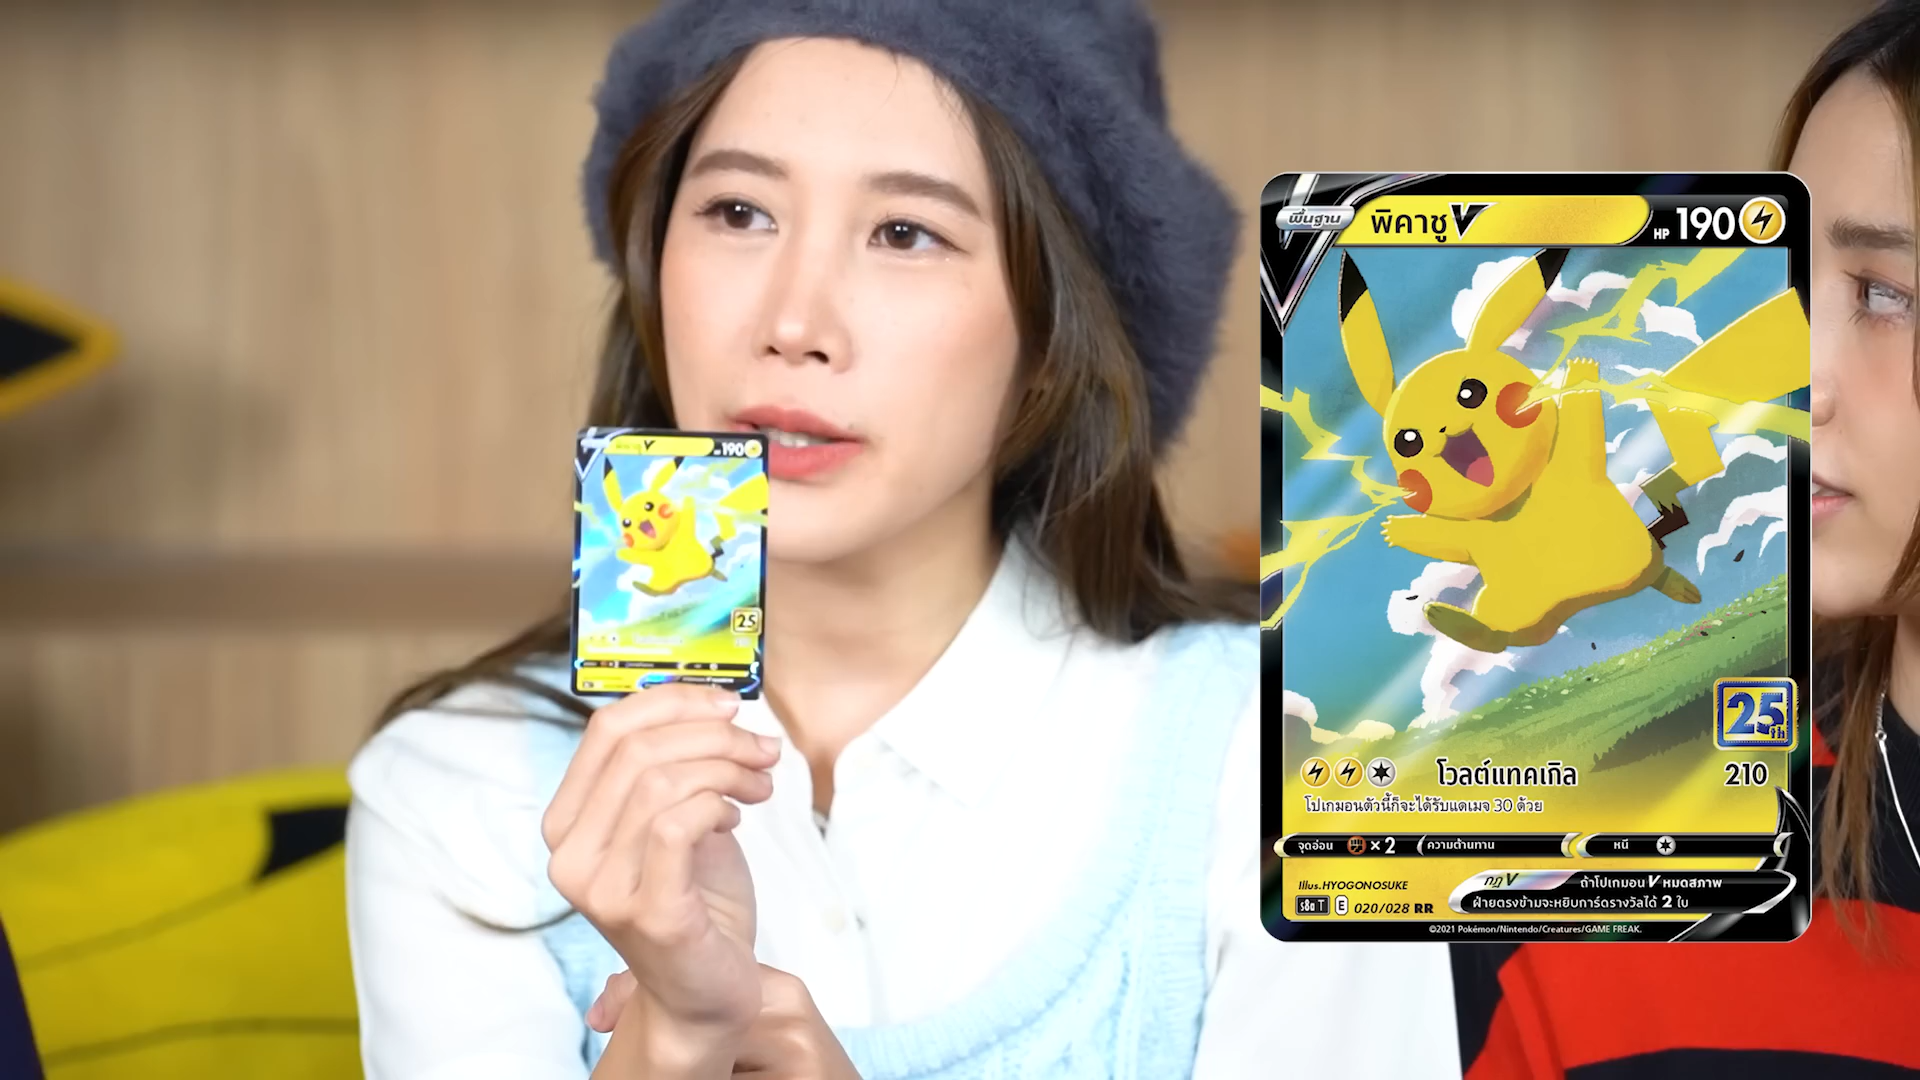 พื้นฐาน พิคาชู V HP 190
25th
โวลต์แทคเกิล 210
โปเกมอนตัวนี้ก็จะได้รับแดเมจ 30 ด้วย
จุดอ่อน × 2 ความต้านทาน หนี
Illus. HYOGONOSUKE
กฎ V ถ้าโปเกมอน V หมดสภาพ
ฝ่ายตรงข้ามจะหยิบการ์ดรางวัลได้ 2 ใบ
s8a T E 020/028 RR
©2021 Pokémon/Nintendo/Creatures/GAME FREAK.
V 190
25